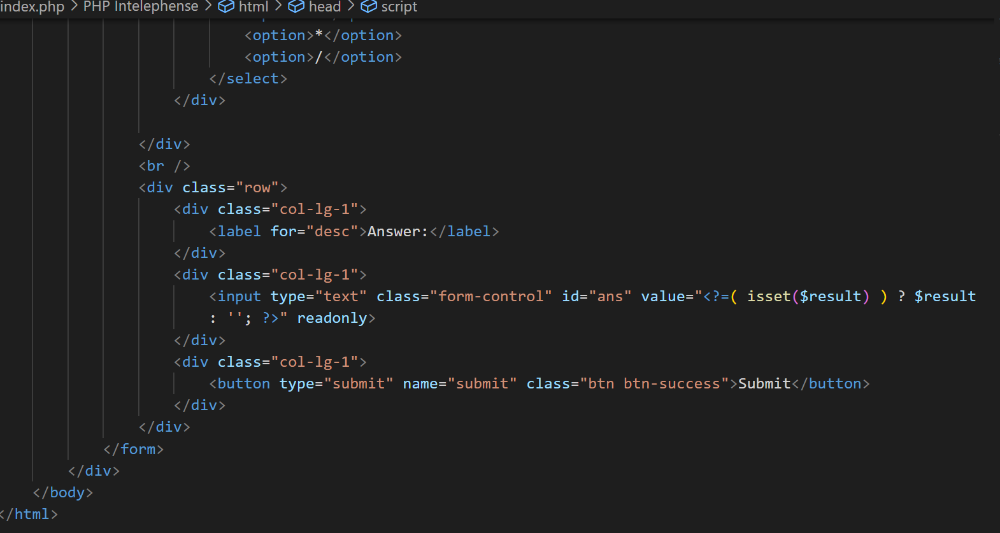 index.php > PHP Intelephense > html > head > script
<option>*</option>
<option>/</option>
</select>
</div>
</div>
<br />
<div class="row">
<div class="col-lg-1">
<label for="desc">Answer:</label>
</div>
<div class="col-lg-1">
<input type="text" class="form-control" id="ans" value="<?=( isset($result) ) ? $result
: ''; ?>" readonly>
</div>
<div class="col-lg-1">
<button type="submit" name="submit" class="btn btn-success">Submit</button>
</div>
</div>
</form>
</div>
</body>
</html>